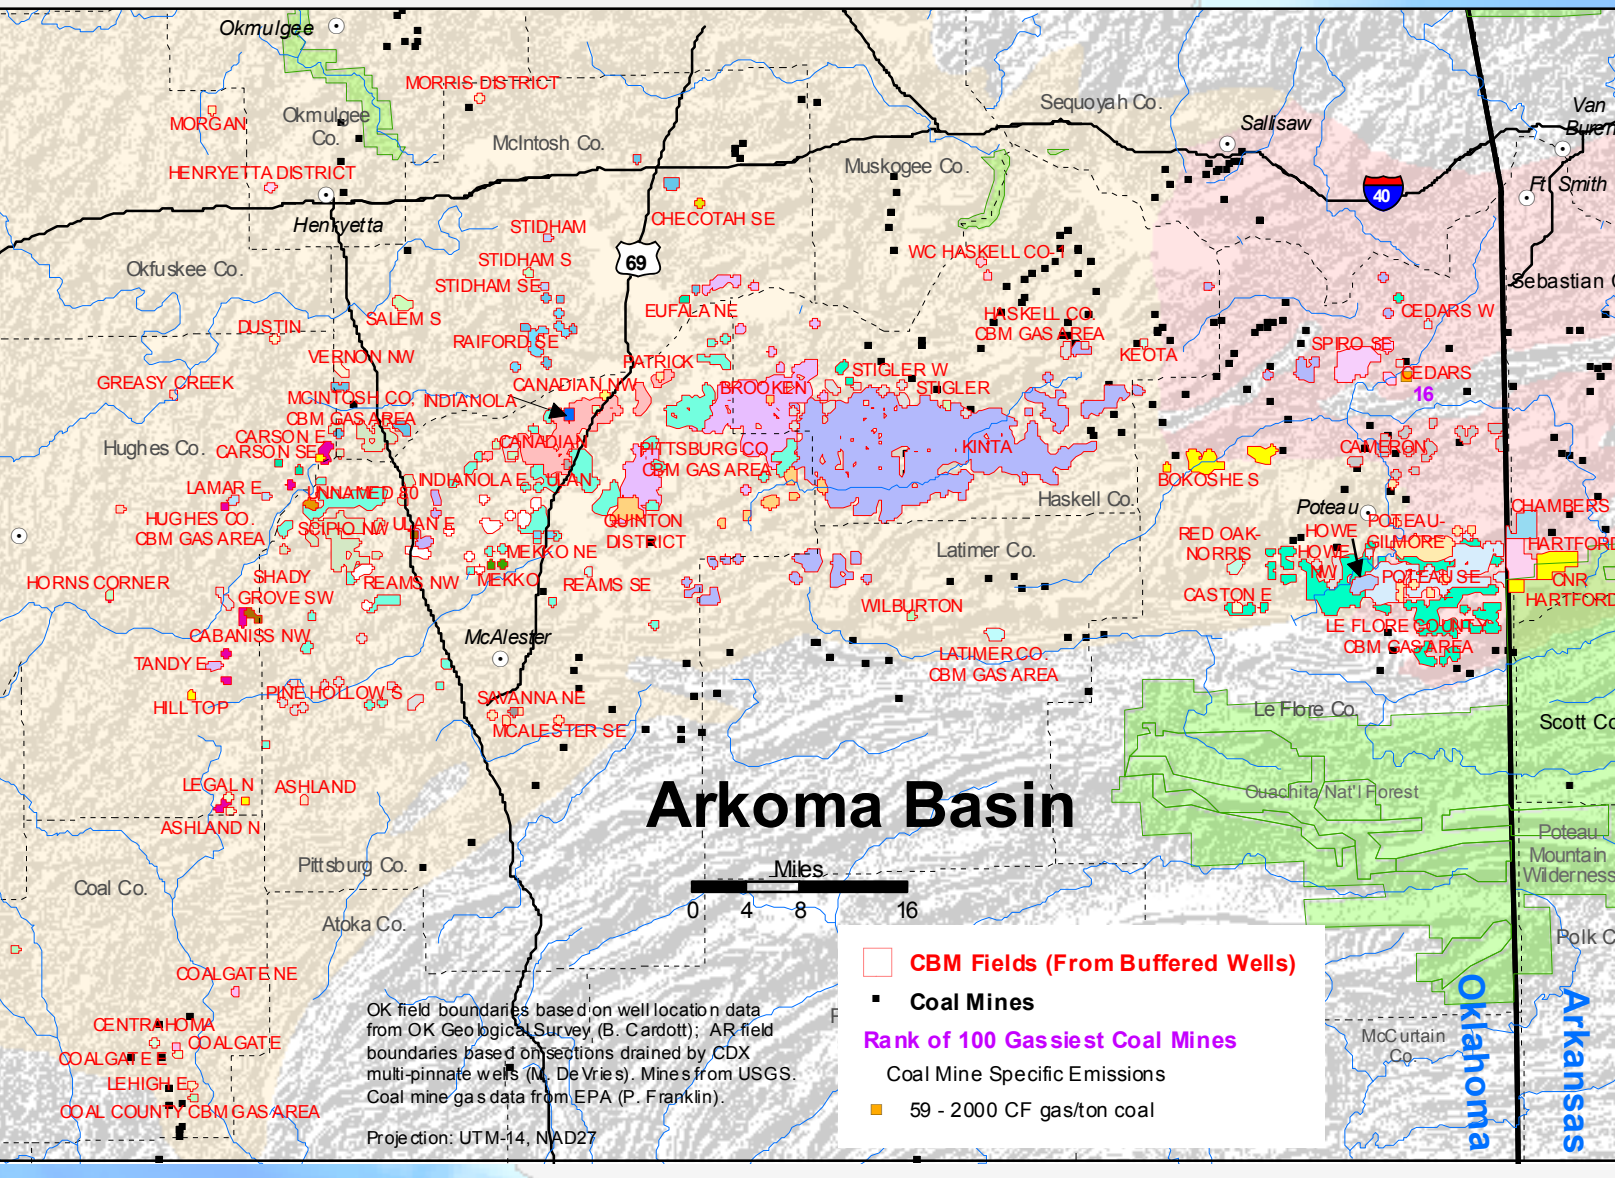 Okmulgee
MORRIS DISTRICT
Sequoyah Co.
Van
Buren
MORGAN
Okmulgee
Co.
McIntosh Co.
Sallisaw
Muskogee Co.
HENRYETTA DISTRICT
40
Ft. Smith
Henryetta
STIDHAM
CHECOTAH SE
WC HASKELL CO-1
Okfuskee Co.
STIDHAM S
69
STIDHAM SE
Sebastian C
SALEM S
EUFALA NE
HASKELL CO.
CBM GAS AREA
CEDARS W
DUSTIN
RAIFORD SE
SPIRO SE
VERNON NW
PATRICK
KEOTA
GREASY CREEK
CANADIAN NW
BROOKEN
STIGLER W
STIGLER
CEDARS
16
MCINTOSH CO.
CBM GAS AREA
INDIANOLA
CARSON E
CARSON SE
Hughes Co.
CANADIAN
PITTSBURG CO.
CBM GAS AREA
KINTA
CAMERON
LAMAR E
UNNAMED 80
INDIANOLA E
ULAN
BOKOSHE S
Haskell Co.
Poteau
CHAMBERS
HUGHES CO.
CBM GAS AREA
SCIPIO NW
ULAN E
QUINTON
DISTRICT
RED OAK-
NORRIS
HOWE
POTEAU-
GILMORE
HARTFORD
HOWE
NW
MEKKO NE
Latimer Co.
HORNS CORNER
SHADY
GROVE SW
REAMS NW
MEKKO
REAMS SE
POTEAU SE
CNR
HARTFORD
CASTON E
WILBURTON
CABANISS NW
McAlester
LE FLORE COUNTY
CBM GAS AREA
TANDY E
LATIMER CO.
CBM GAS AREA
PINE HOLLOW S
SAVANNA NE
HILL TOP
MCALESTER SE
Le Flore Co.
Scott Co
LEGAL N
ASHLAND
Arkoma Basin
Ouachita Nat'l Forest
ASHLAND N
Poteau
Mountain
Wilderness
Pittsburg Co.
Miles
Coal Co.
0 4 8 16
Atoka Co.
Polk C
CBM Fields (From Buffered Wells)
COALGATE NE
Coal Mines
OK field boundaries based on well location data
from OK Geological Survey (B. Cardott); AR field
boundaries based on sections drained by CDX
multi-pinnate wells (M. DeVries). Mines from USGS.
Coal mine gas data from EPA (P. Franklin).
Projection: UTM-14, NAD27
CENTRAHOMA
COALGATE
COALGATE E
LEHIGH E
COAL COUNTY CBM GAS AREA
Rank of 100 Gassiest Coal Mines
Coal Mine Specific Emissions
59 - 2000 CF gas/ton coal
McCurtain
Co.
Oklahoma
Arkansas